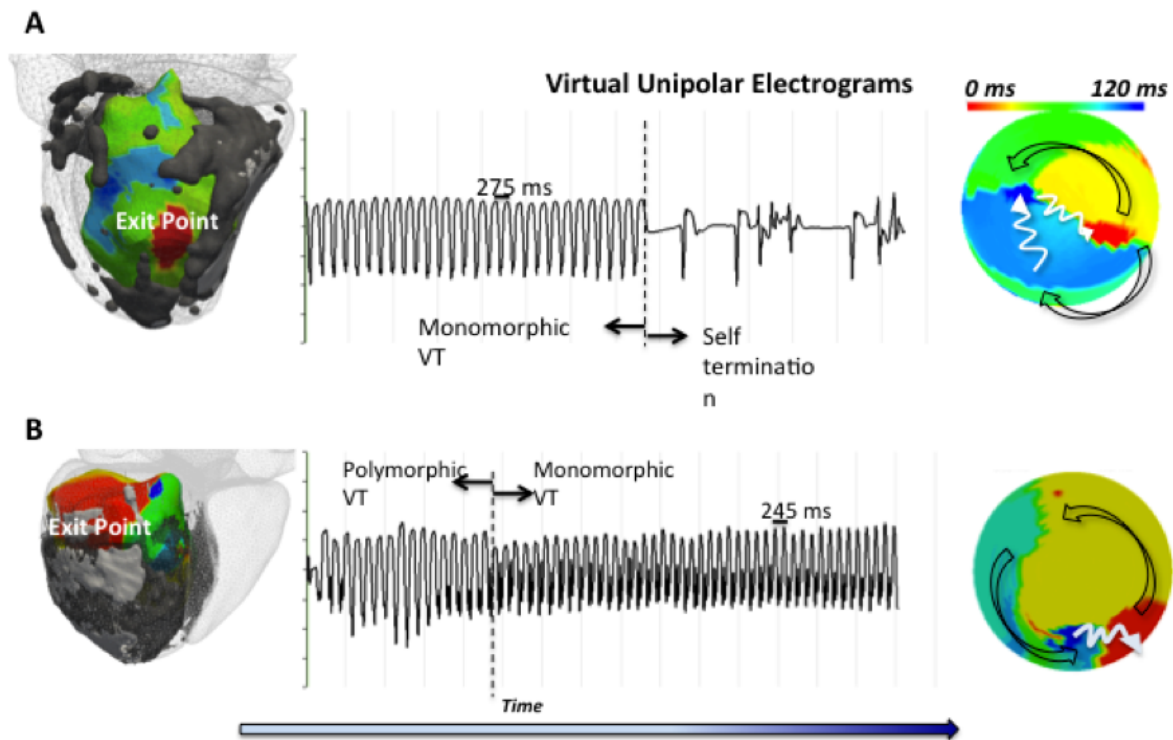 A
Virtual Unipolar Electrograms
0 ms
120 ms
275 ms
Exit Point
Monomorphic
VT
Self
terminatio
n
B
Polymorphic
VT
Monomorphic
VT
245 ms
Exit Point
Time